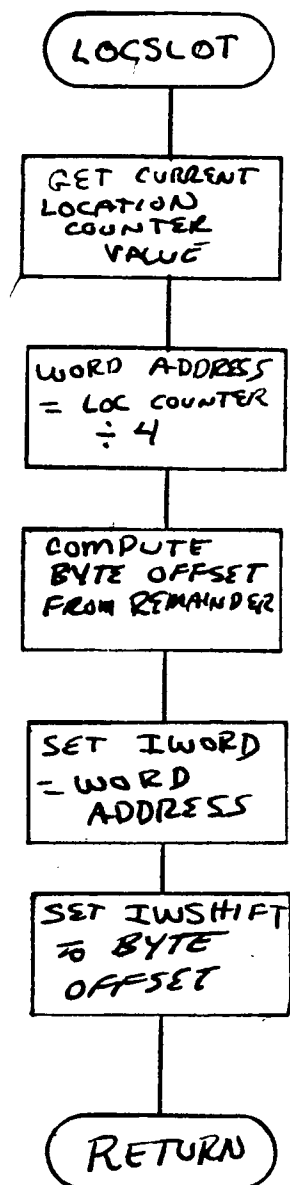 LOCSLOT
GET CURRENT
LOCATION
COUNTER
VALUE
WORD ADDRESS
= LOC COUNTER
÷ 4
COMPUTE
BYTE OFFSET
FROM REMAINDER
SET IWORD
= WORD
ADDRESS
SET IWSHIFT
TO BYTE
OFFSET
RETURN